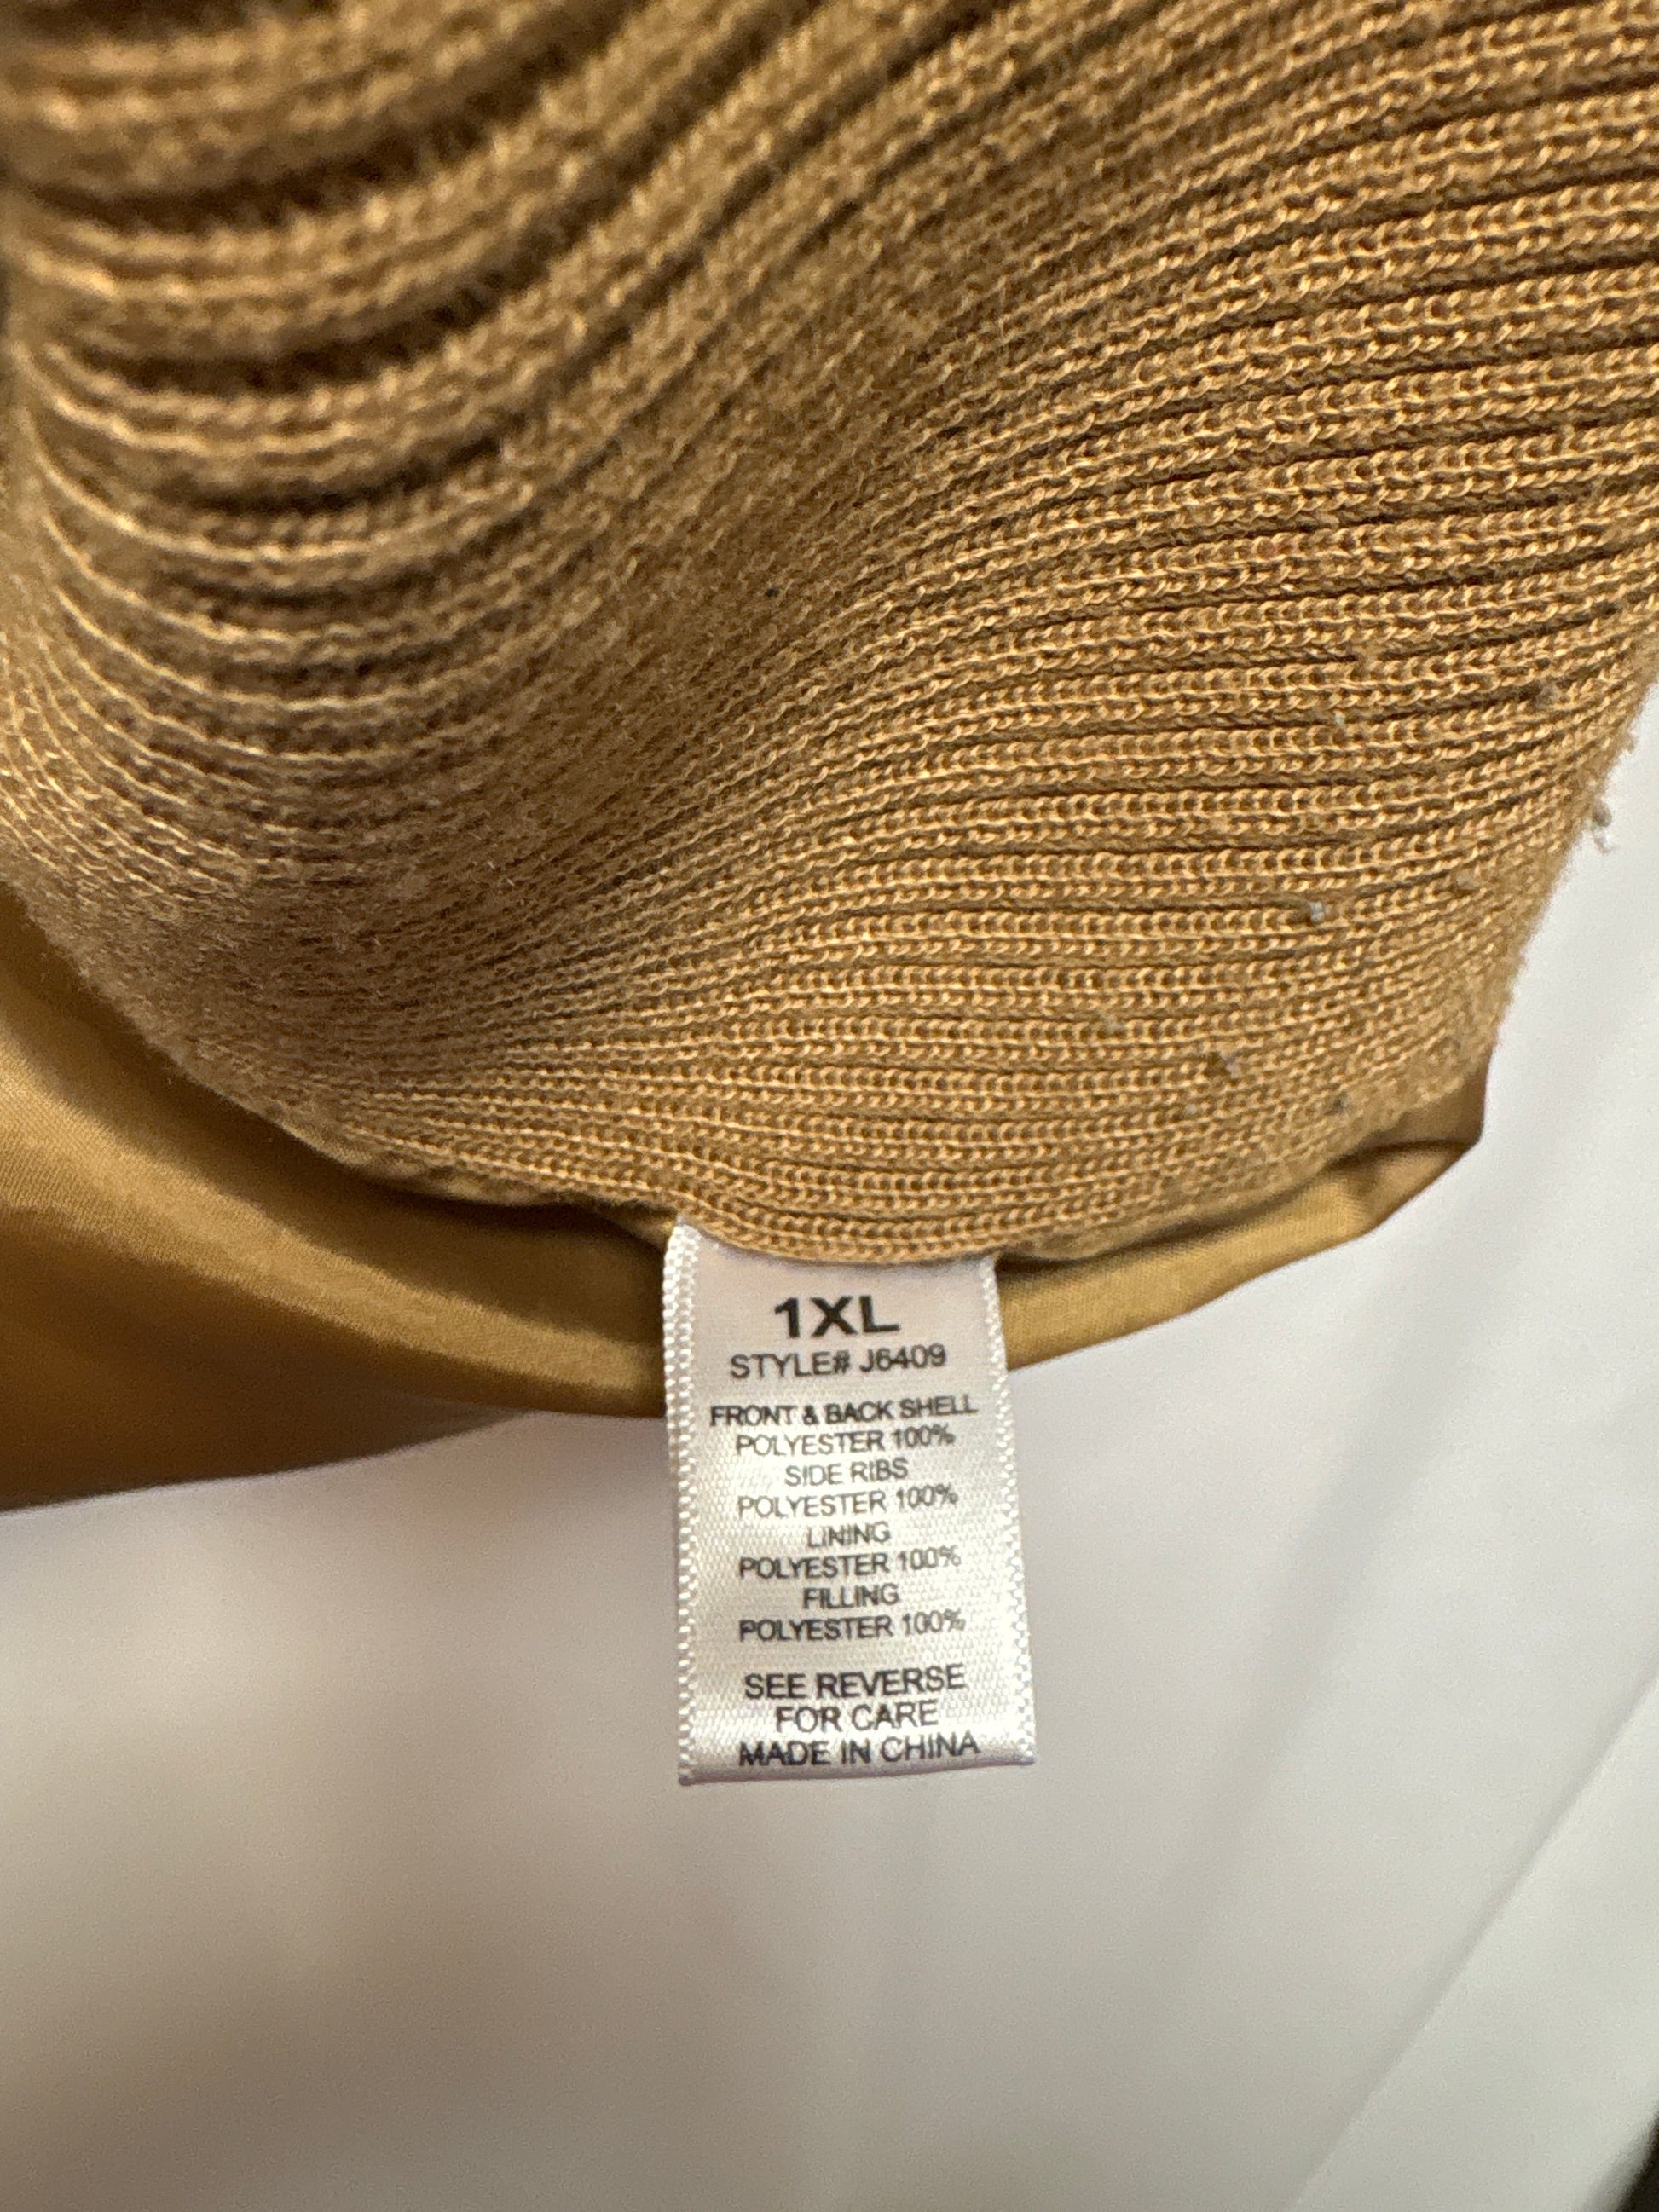 1XL
STYLE# J6409
FRONT & BACK SHELL
POLYESTER 100%
SIDE RIBS
POLYESTER 100%
LINING
POLYESTER 100%
FILLING
POLYESTER 100%
SEE REVERSE
FOR CARE
MADE IN CHINA